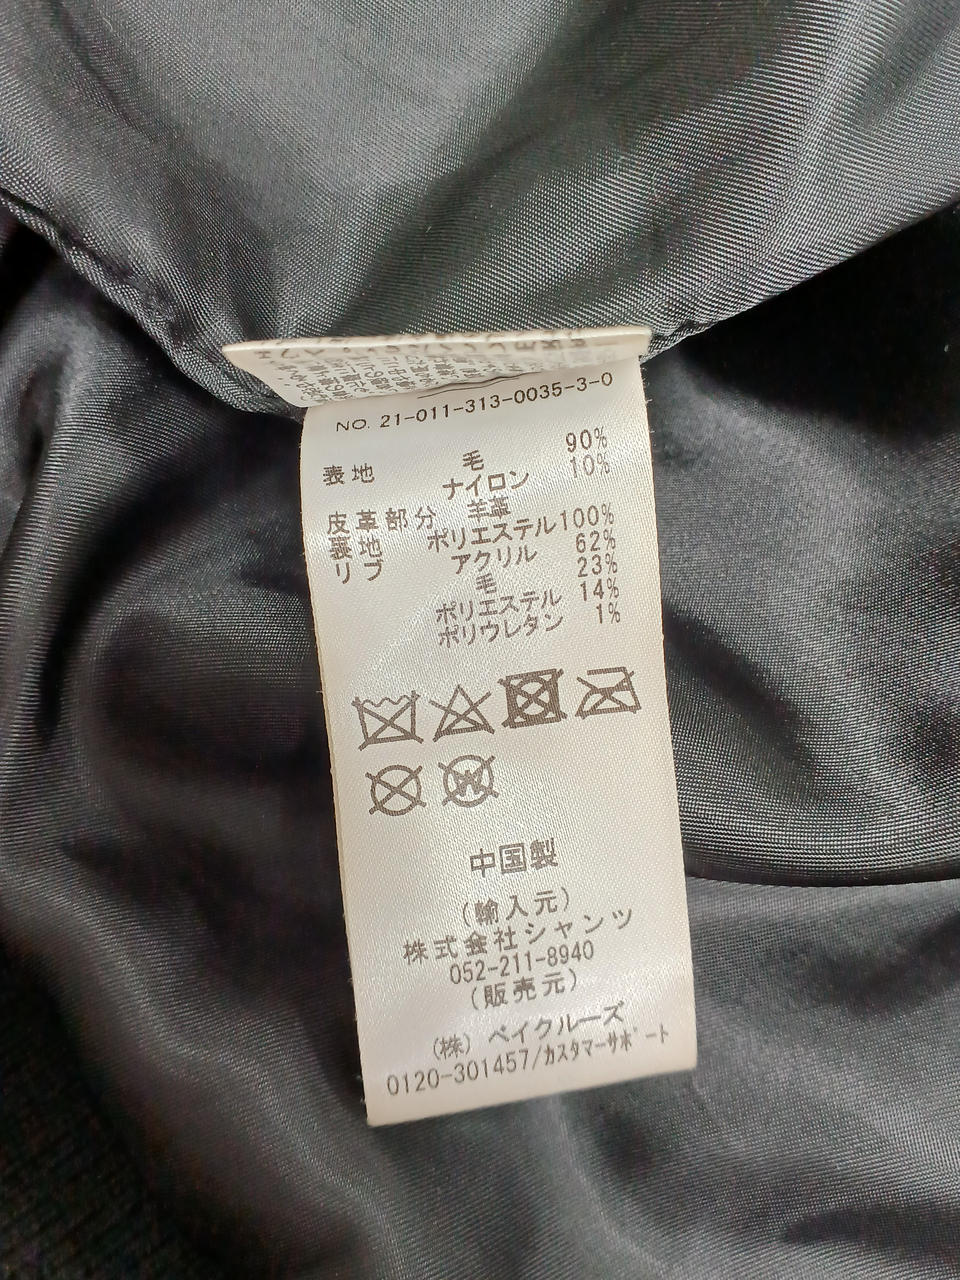 NO. 21-011-313-0035-3-0
表地 毛 90%
ナイロン 10%
皮革部分 羊革
裏地 ポリエステル 100%
リブ アクリル 62%
毛 23%
ポリエステル 14%
ポリウレタン 1%
中国製
(輸入元)
株式会社シャンツ
052-211-8940
(販売元)
(株) ベイクルーズ
0120-301457/カスタマーサポート